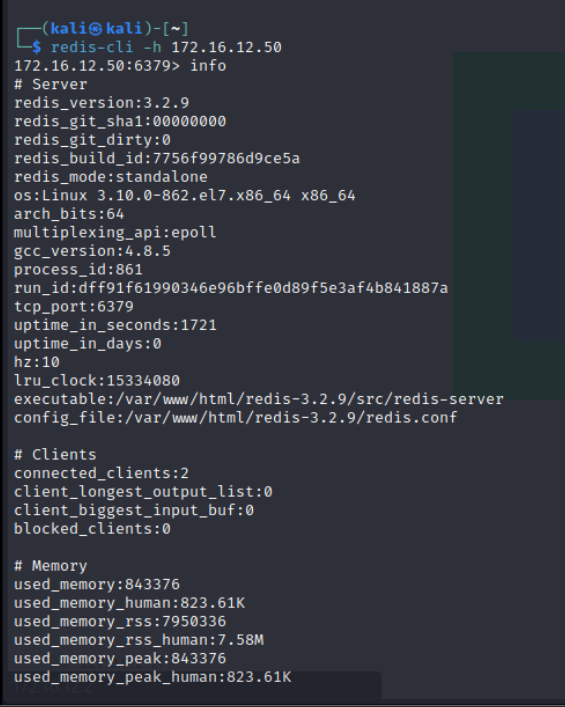 ┌──(kali㉿kali)-[~]
└─$ redis-cli -h 172.16.12.50
172.16.12.50:6379> info
# Server
redis_version:3.2.9
redis_git_sha1:00000000
redis_git_dirty:0
redis_build_id:7756f99786d9ce5a
redis_mode:standalone
os:Linux 3.10.0-862.el7.x86_64 x86_64
arch_bits:64
multiplexing_api:epoll
gcc_version:4.8.5
process_id:861
run_id:dff91f61990346e96bffe0d89f5e3af4b841887a
tcp_port:6379
uptime_in_seconds:1721
uptime_in_days:0
hz:10
lru_clock:15334080
executable:/var/www/html/redis-3.2.9/src/redis-server
config_file:/var/www/html/redis-3.2.9/redis.conf
# Clients
connected_clients:2
client_longest_output_list:0
client_biggest_input_buf:0
blocked_clients:0
# Memory
used_memory:843376
used_memory_human:823.61K
used_memory_rss:7950336
used_memory_rss_human:7.58M
used_memory_peak:843376
used_memory_peak_human:823.61K